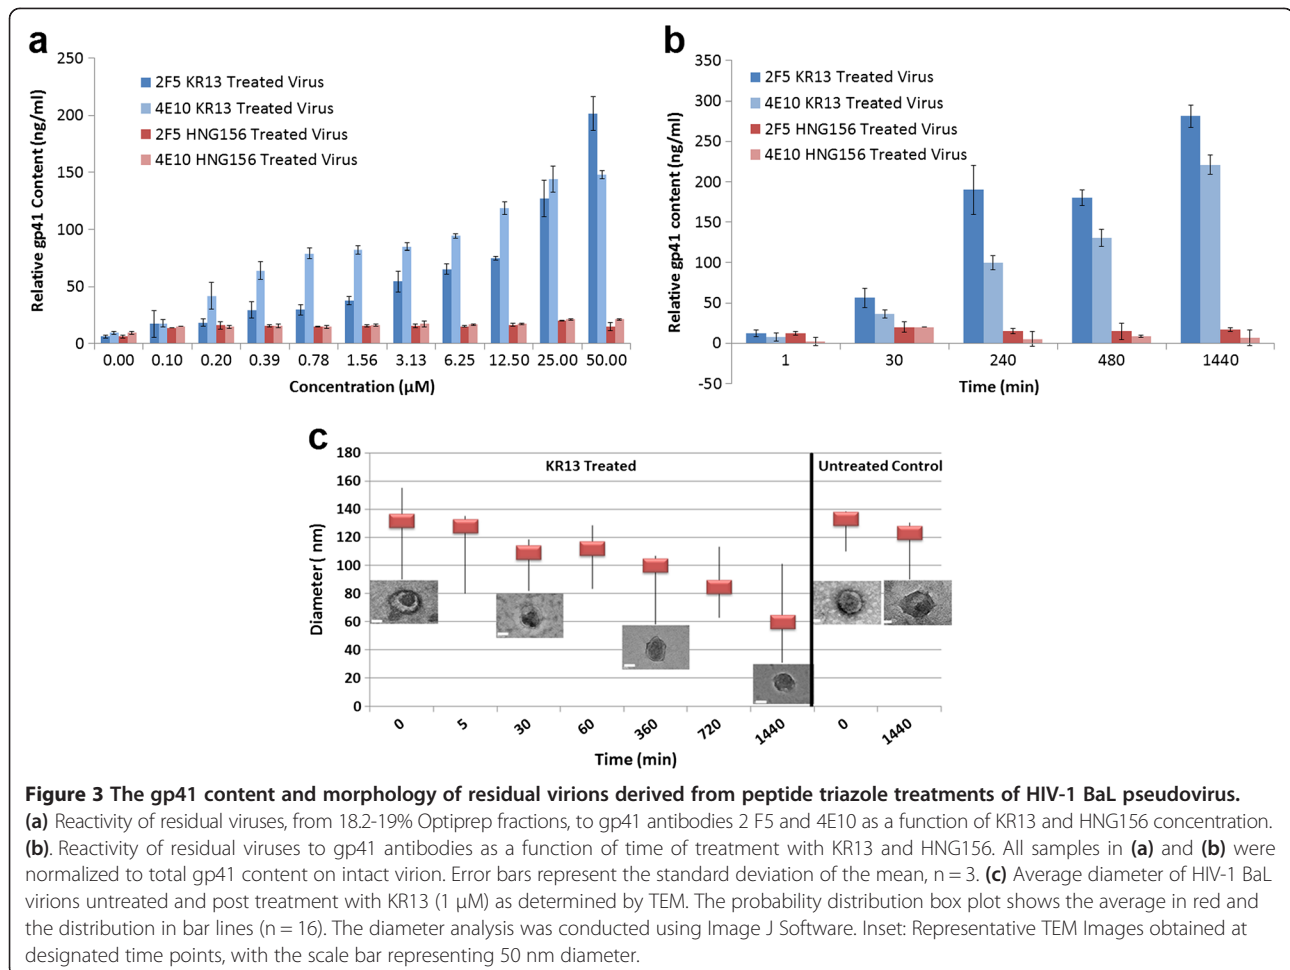 a
250
200
150
100
50
0
Relative gp41 Content (ng/ml)
2F5 KR13 Treated Virus
4E10 KR13 Treated Virus
2F5 HNG156 Treated Virus
4E10 HNG156 Treated Virus
0.00 0.10 0.20 0.39 0.78 1.56 3.13 6.25 12.50 25.00 50.00
Concentration (µM)
b
350
300
250
200
150
100
50
0
-50
Relative gp41 content (ng/ml)
2F5 KR13 Treated Virus
4E10 KR13 Treated Virus
2F5 HNG156 Treated Virus
4E10 HNG156 Treated Virus
1 30 240 480 1440
Time (min)
c
180
160
140
120
100
80
60
40
20
0
Diameter ( nm)
KR13 Treated
Untreated Control
0 5 30 60 360 720 1440 0 1440
Time (min)
Figure 3 The gp41 content and morphology of residual virions derived from peptide triazole treatments of HIV-1 BaL pseudovirus.
(a) Reactivity of residual viruses, from 18.2-19% Optiprep fractions, to gp41 antibodies 2 F5 and 4E10 as a function of KR13 and HNG156 concentration.
(b). Reactivity of residual viruses to gp41 antibodies as a function of time of treatment with KR13 and HNG156. All samples in (a) and (b) were
normalized to total gp41 content on intact virion. Error bars represent the standard deviation of the mean, n = 3. (c) Average diameter of HIV-1 BaL
virions untreated and post treatment with KR13 (1 µM) as determined by TEM. The probability distribution box plot shows the average in red and
the distribution in bar lines (n = 16). The diameter analysis was conducted using Image J Software. Inset: Representative TEM Images obtained at
designated time points, with the scale bar representing 50 nm diameter.